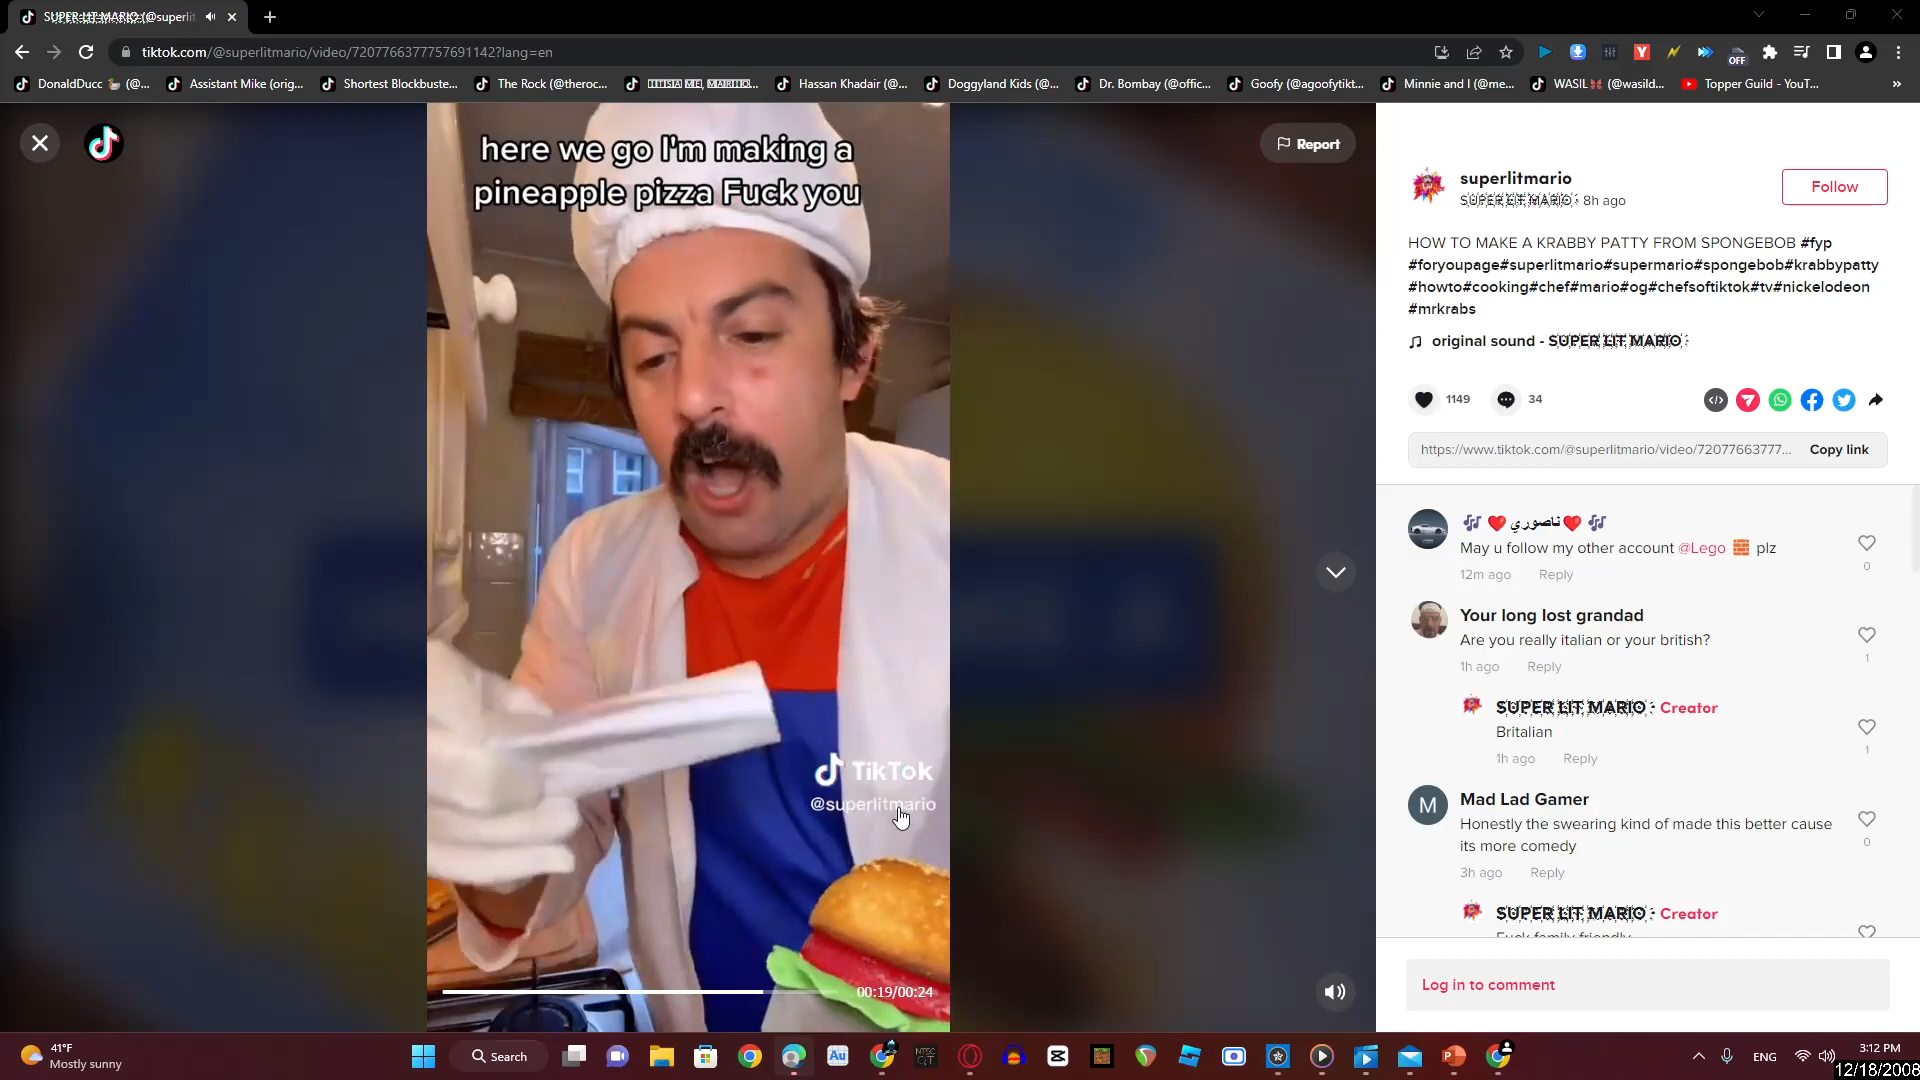 SUPER LIT MARIO (@superlit
tiktok.com/@superlitmario/video/7207766377757691142?lang=en
OFF
DonaldDucc 🦆 (@...
Assistant Mike (orig...
Shortest Blockbuste...
The Rock (@theroc...
Hassan Khadair (@...
Doggyland Kids (@...
Dr. Bombay (@offic...
Goofy (@agoofytikt...
Minnie and I (@me...
WASIL (@wasild...
Topper Guild - YouT...
here we go I'm making a
pineapple pizza Fuck you
Report
TikTok
@superlitmario
00:19/00:24
superlitmario
SUPER LIT MARIO · 8h ago
Follow
HOW TO MAKE A KRABBY PATTY FROM SPONGEBOB #fyp
#foryoupage#superlitmario#supermario#spongebob#krabbypatty
#howto#cooking#chef#mario#og#chefsoftiktok#tv#nickelodeon
#mrkrabs
♫ original sound - SUPER LIT MARIO
1149
34
https://www.tiktok.com/@superlitmario/video/72077663777...
Copy link
🎶 ❤️ ناصوري ❤️ 🎶
May u follow my other account @Lego 🧱 plz
0
12m ago Reply
Your long lost grandad
Are you really italian or your british?
1
1h ago Reply
SUPER LIT MARIO · Creator
Britalian
1
1h ago Reply
M
Mad Lad Gamer
Honestly the swearing kind of made this better cause
its more comedy
0
3h ago Reply
SUPER LIT MARIO · Creator
Fuck family friendly
Log in to comment
41°F
Mostly sunny
Search
Au
ENG
3:12 PM
12/18/2008